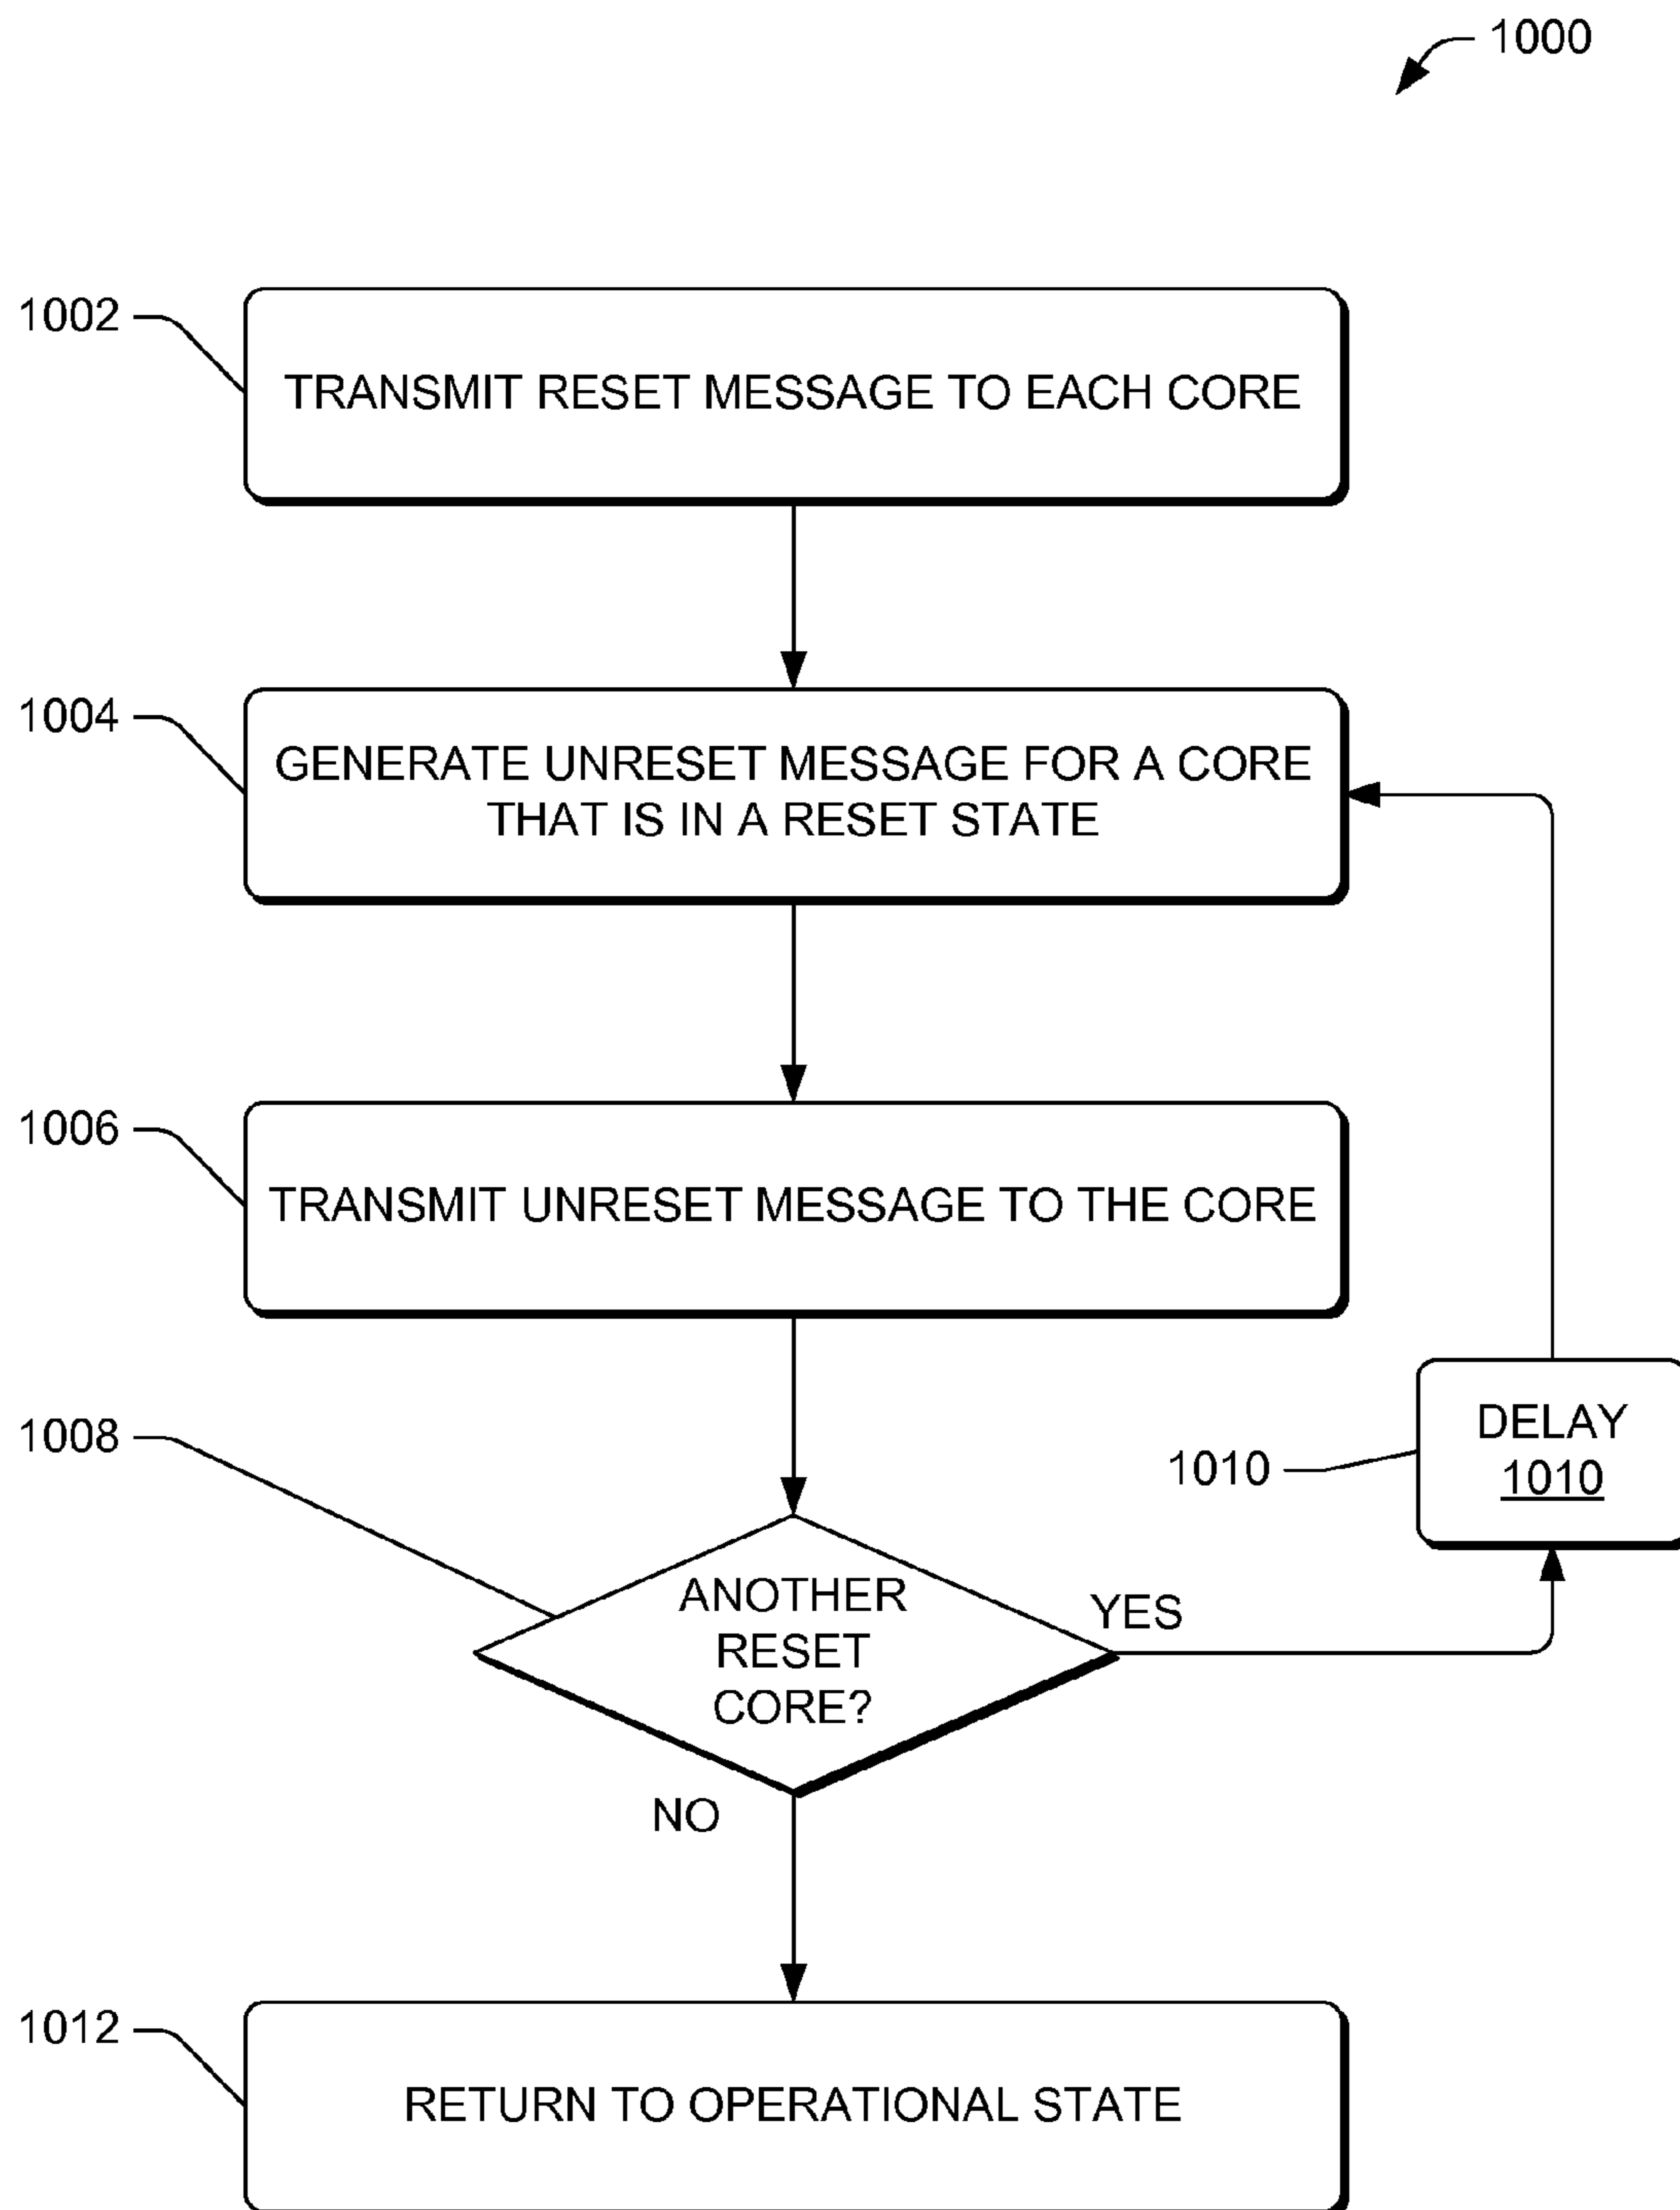 1000
1002
TRANSMIT RESET MESSAGE TO EACH CORE
1004
GENERATE UNRESET MESSAGE FOR A CORE
THAT IS IN A RESET STATE
1006
TRANSMIT UNRESET MESSAGE TO THE CORE
1008
ANOTHER
RESET
CORE?
YES
1010
DELAY
1010
NO
1012
RETURN TO OPERATIONAL STATE